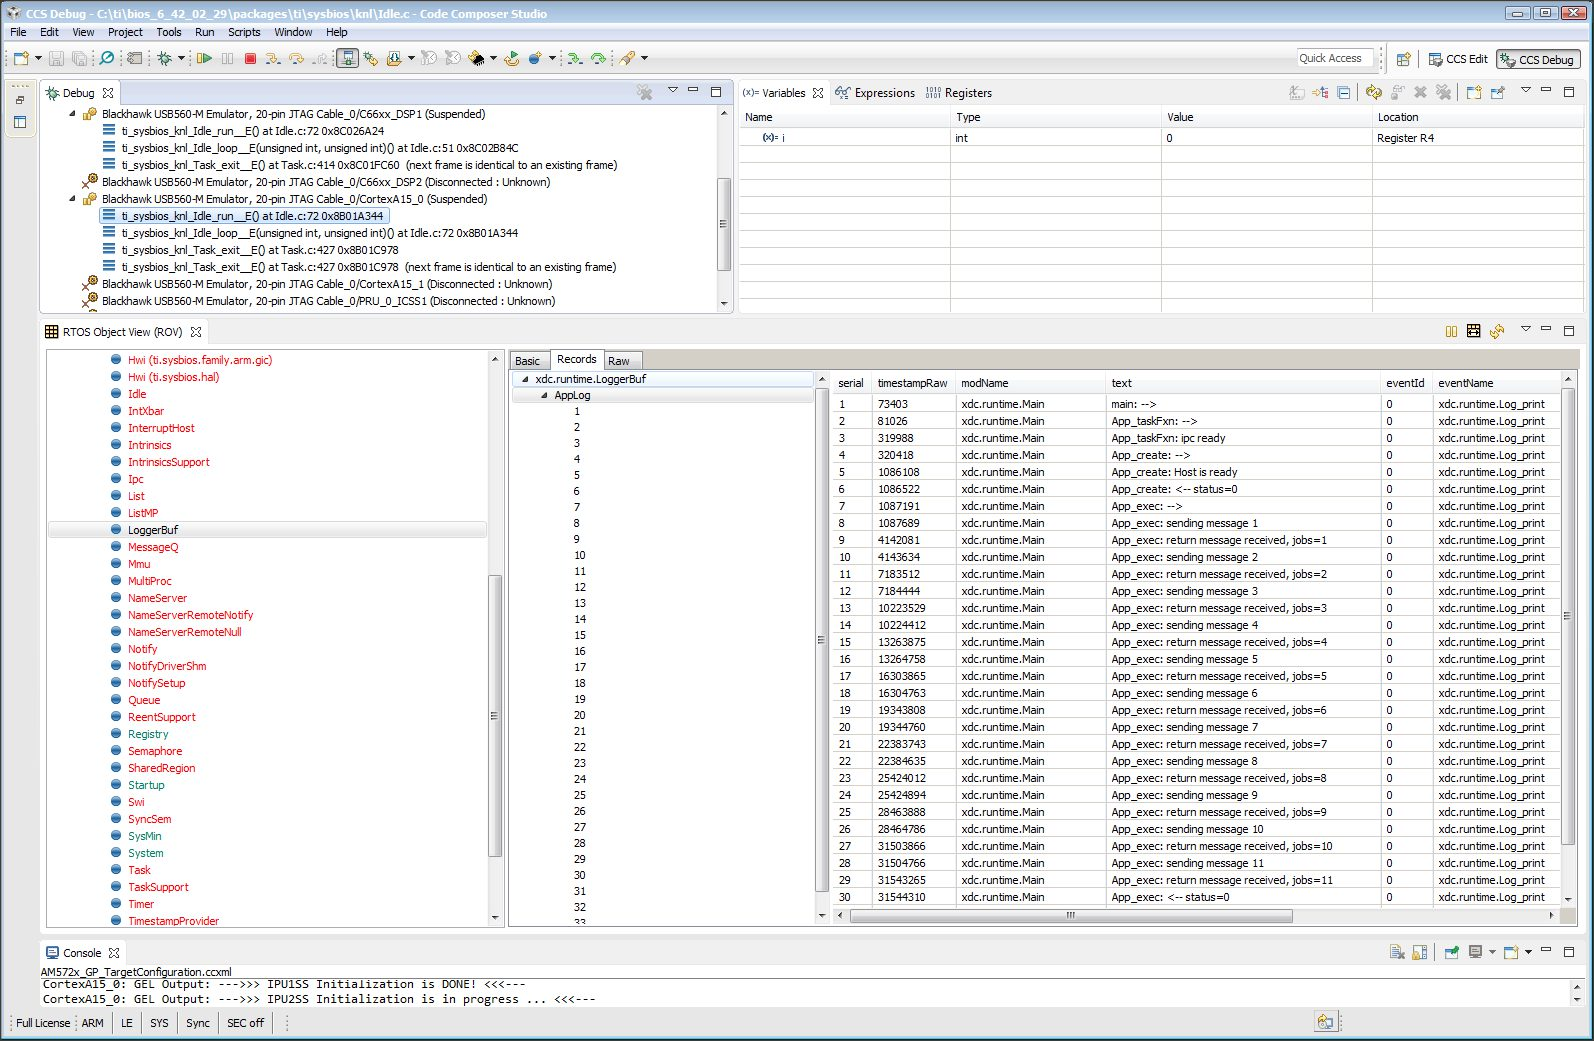 CCS Debug - C:\ti\bios_6_42_02_29\packages\ti\sysbios\knl\Idle.c - Code Composer Studio
File Edit View Project Tools Run Scripts Window Help
Quick Access CCS Edit CCS Debug
Debug
Blackhawk USB560-M Emulator, 20-pin JTAG Cable_0/C66xx_DSP1 (Suspended)
ti_sysbios_knl_Idle_run__E() at Idle.c:72 0x8C026A24
ti_sysbios_knl_Idle_loop__E(unsigned int, unsigned int)() at Idle.c:51 0x8C02B84C
ti_sysbios_knl_Task_exit__E() at Task.c:414 0x8C01FC60 (next frame is identical to an existing frame)
Blackhawk USB560-M Emulator, 20-pin JTAG Cable_0/C66xx_DSP2 (Disconnected : Unknown)
Blackhawk USB560-M Emulator, 20-pin JTAG Cable_0/CortexA15_0 (Suspended)
ti_sysbios_knl_Idle_run__E() at Idle.c:72 0x8B01A344
ti_sysbios_knl_Idle_loop__E(unsigned int, unsigned int)() at Idle.c:72 0x8B01A344
ti_sysbios_knl_Task_exit__E() at Task.c:427 0x8B01C978
ti_sysbios_knl_Task_exit__E() at Task.c:427 0x8B01C978 (next frame is identical to an existing frame)
Blackhawk USB560-M Emulator, 20-pin JTAG Cable_0/CortexA15_1 (Disconnected : Unknown)
Blackhawk USB560-M Emulator, 20-pin JTAG Cable_0/PRU_0_ICSS1 (Disconnected : Unknown)
(x)= Variables Expressions Registers
Name Type Value Location
(x)= i int 0 Register R4
RTOS Object View (ROV)
Hwi (ti.sysbios.family.arm.gic)
Hwi (ti.sysbios.hal)
Idle
IntXbar
InterruptHost
Intrinsics
IntrinsicsSupport
Ipc
List
ListMP
LoggerBuf
MessageQ
Mmu
MultiProc
NameServer
NameServerRemoteNotify
NameServerRemoteNull
Notify
NotifyDriverShm
NotifySetup
Queue
ReentSupport
Registry
Semaphore
SharedRegion
Startup
Swi
SyncSem
SysMin
System
Task
TaskSupport
Timer
TimestampProvider
Basic Records Raw
xdc.runtime.LoggerBuf
AppLog
1
2
3
4
5
6
7
8
9
10
11
12
13
14
15
16
17
18
19
20
21
22
23
24
25
26
27
28
29
30
31
32
33
serial timestampRaw modName text eventId eventName
1 73403 xdc.runtime.Main main: --> 0 xdc.runtime.Log_print
2 81026 xdc.runtime.Main App_taskFxn: --> 0 xdc.runtime.Log_print
3 319988 xdc.runtime.Main App_taskFxn: ipc ready 0 xdc.runtime.Log_print
4 320418 xdc.runtime.Main App_create: --> 0 xdc.runtime.Log_print
5 1086108 xdc.runtime.Main App_create: Host is ready 0 xdc.runtime.Log_print
6 1086522 xdc.runtime.Main App_create: <-- status=0 0 xdc.runtime.Log_print
7 1087191 xdc.runtime.Main App_exec: --> 0 xdc.runtime.Log_print
8 1087689 xdc.runtime.Main App_exec: sending message 1 0 xdc.runtime.Log_print
9 4142081 xdc.runtime.Main App_exec: return message received, jobs=1 0 xdc.runtime.Log_print
10 4143634 xdc.runtime.Main App_exec: sending message 2 0 xdc.runtime.Log_print
11 7183512 xdc.runtime.Main App_exec: return message received, jobs=2 0 xdc.runtime.Log_print
12 7184444 xdc.runtime.Main App_exec: sending message 3 0 xdc.runtime.Log_print
13 10223529 xdc.runtime.Main App_exec: return message received, jobs=3 0 xdc.runtime.Log_print
14 10224412 xdc.runtime.Main App_exec: sending message 4 0 xdc.runtime.Log_print
15 13263875 xdc.runtime.Main App_exec: return message received, jobs=4 0 xdc.runtime.Log_print
16 13264758 xdc.runtime.Main App_exec: sending message 5 0 xdc.runtime.Log_print
17 16303865 xdc.runtime.Main App_exec: return message received, jobs=5 0 xdc.runtime.Log_print
18 16304763 xdc.runtime.Main App_exec: sending message 6 0 xdc.runtime.Log_print
19 19343808 xdc.runtime.Main App_exec: return message received, jobs=6 0 xdc.runtime.Log_print
20 19344760 xdc.runtime.Main App_exec: sending message 7 0 xdc.runtime.Log_print
21 22383743 xdc.runtime.Main App_exec: return message received, jobs=7 0 xdc.runtime.Log_print
22 22384635 xdc.runtime.Main App_exec: sending message 8 0 xdc.runtime.Log_print
23 25424012 xdc.runtime.Main App_exec: return message received, jobs=8 0 xdc.runtime.Log_print
24 25424894 xdc.runtime.Main App_exec: sending message 9 0 xdc.runtime.Log_print
25 28463888 xdc.runtime.Main App_exec: return message received, jobs=9 0 xdc.runtime.Log_print
26 28464786 xdc.runtime.Main App_exec: sending message 10 0 xdc.runtime.Log_print
27 31503866 xdc.runtime.Main App_exec: return message received, jobs=10 0 xdc.runtime.Log_print
28 31504766 xdc.runtime.Main App_exec: sending message 11 0 xdc.runtime.Log_print
29 31543265 xdc.runtime.Main App_exec: return message received, jobs=11 0 xdc.runtime.Log_print
30 31544310 xdc.runtime.Main App_exec: <-- status=0 0 xdc.runtime.Log_print
Console
AM572x_GP_TargetConfiguration.ccxml
CortexA15_0: GEL Output: --->>> IPU1SS Initialization is DONE! <<<---
CortexA15_0: GEL Output: --->>> IPU2SS Initialization is in progress ... <<<---
Full License ARM LE SYS Sync SEC off